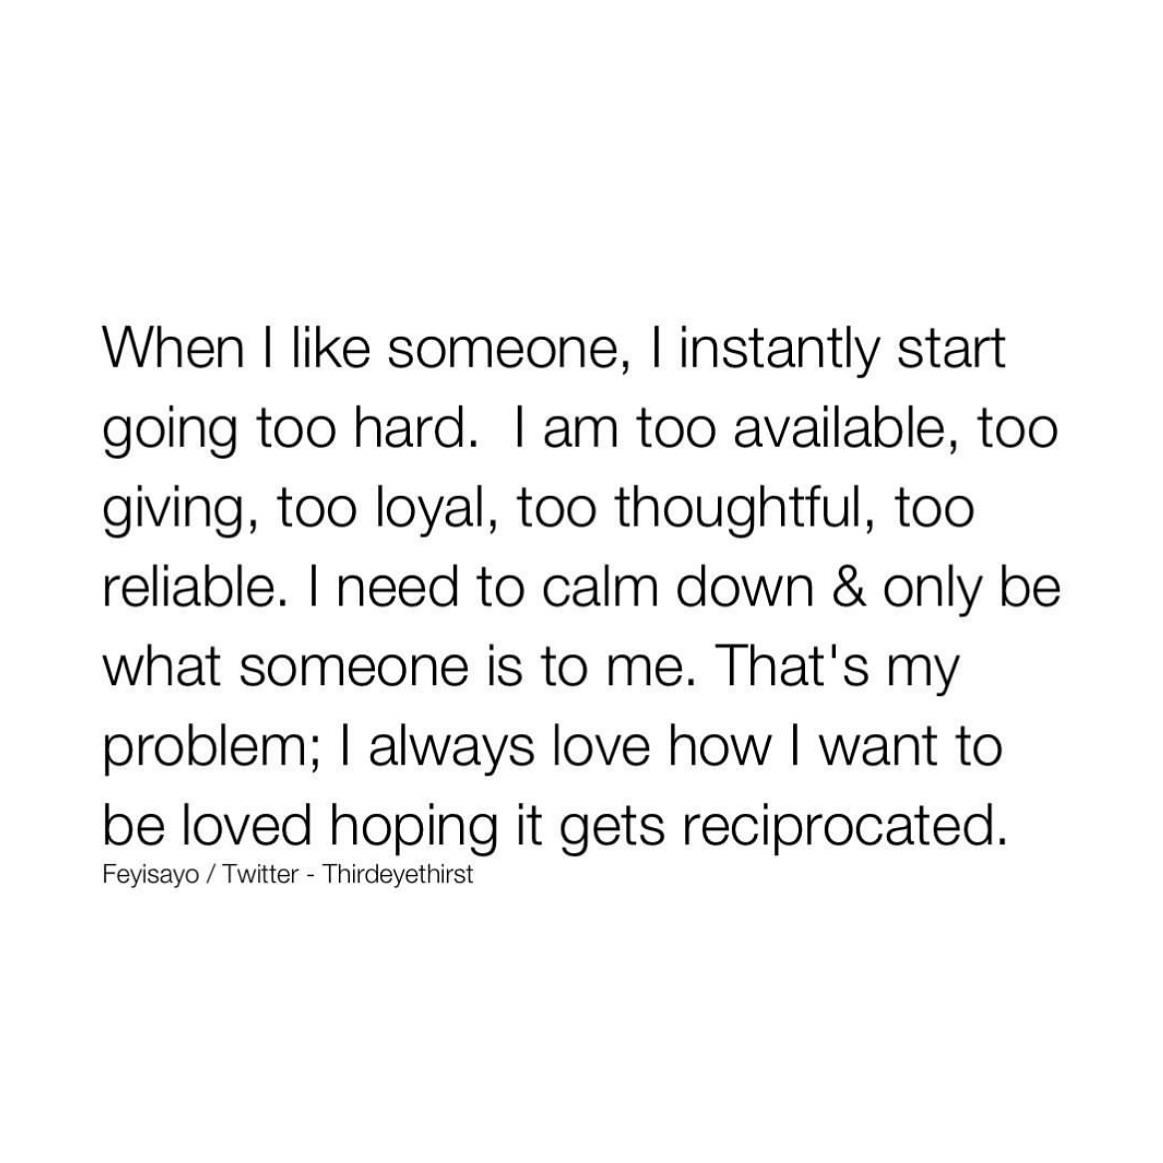 When I like someone, I instantly start
going too hard.  I am too available, too
giving, too loyal, too thoughtful, too
reliable. I need to calm down & only be
what someone is to me. That's my
problem; I always love how I want to
be loved hoping it gets reciprocated.
Feyisayo / Twitter - Thirdeyethirst